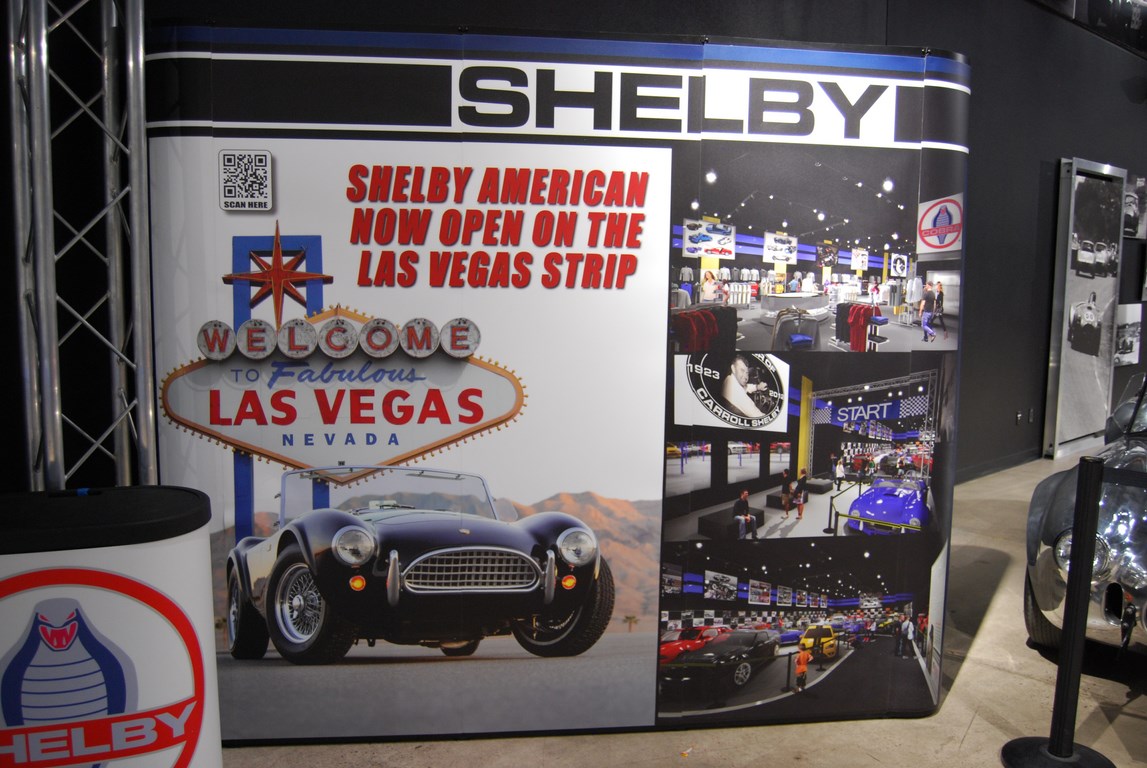 SHELBY
SCAN HERE
SHELBY AMERICAN
NOW OPEN ON THE
LAS VEGAS STRIP
WELCOME
TO Fabulous
LAS VEGAS
NEVADA
COBRA
1923
CARROLL SHELBY
START
SHELBY